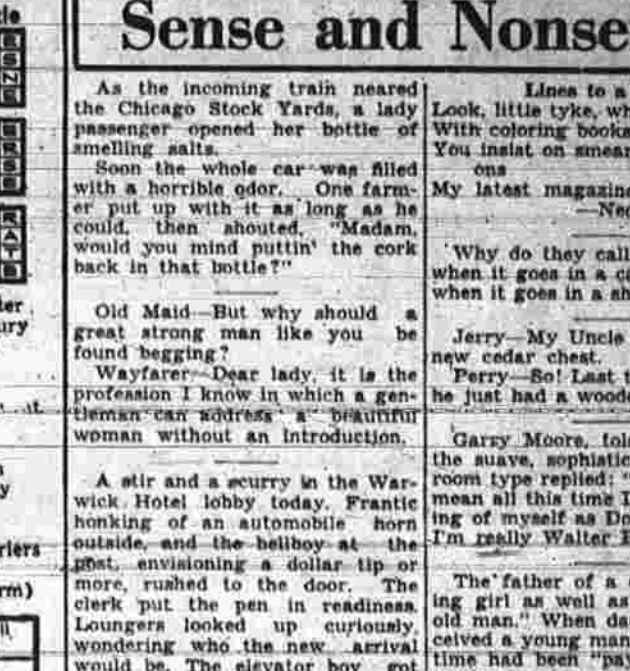 Sense and Nonse
As the incoming train neared
the Chicago Stock Yards, a lady
passenger opened her bottle of
smelling salts.
Soon the whole car was filled
with a horrible odor. One farm-
er put up with it as long as he
could, then shouted, "Madam,
would you mind puttin' the cork
back in that bottle?"
Old Maid—But why should a
great strong man like you be
found begging?
Wayfarer—Dear lady, it is the
profession I know in which a gen-
tleman can address a beautiful
woman without an introduction.
A stir and a scurry in the War-
wick Hotel lobby today. Frantic
honking of an automobile horn
outside, and the bellboy at the
post, envisioning a dollar tip or
more, rushed to the door. The
clerk put the pen in readiness.
Loungers looked up curiously,
wondering who the new arrival
would be. The elevator boy got
Lines to a
Look, little tyke, wh
With coloring books
You insist on smear
ons
My latest magazine
—Ned
Why do they call
when it goes in a ca
when it goes in a sh
Jerry—My Uncle
new cedar chest.
Perry—So! Last t
he just had a woode
Garry Moore, tol
the suave, sophistic
room type replied: "
mean all this time I
ing of myself as Do
I'm really Walter
The father of a
ing girl as well as
old man." When da
ceived a young man
time had been "pa